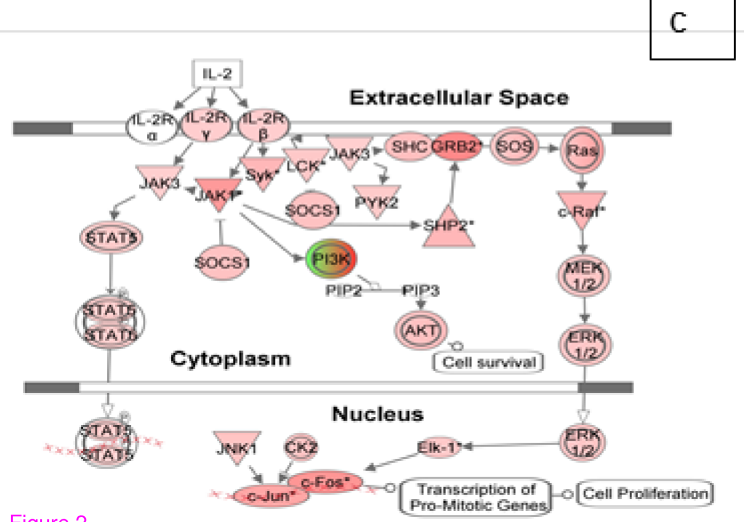 C
IL-2
Extracellular Space
IL-2R
α
IL-2R
γ
IL-2R
β
JAK3
JAK1*
Syk*
LCK*
JAK3
SHC
GRB2*
SOS
Ras
PYK2
SOCS1
SHP2*
c-Raf*
STAT5
SOCS1
PI3K
MEK
1/2
PIP2
PIP3
P
STAT5
STAT5
AKT
ERK
1/2
Cytoplasm
Cell survival
Nucleus
P
STAT5
STAT5
JNK1
CK2
Elk-1*
ERK
1/2
c-Fos*
c-Jun*
Transcription of
Pro-Mitotic Genes
Cell Proliferation
Figure 2